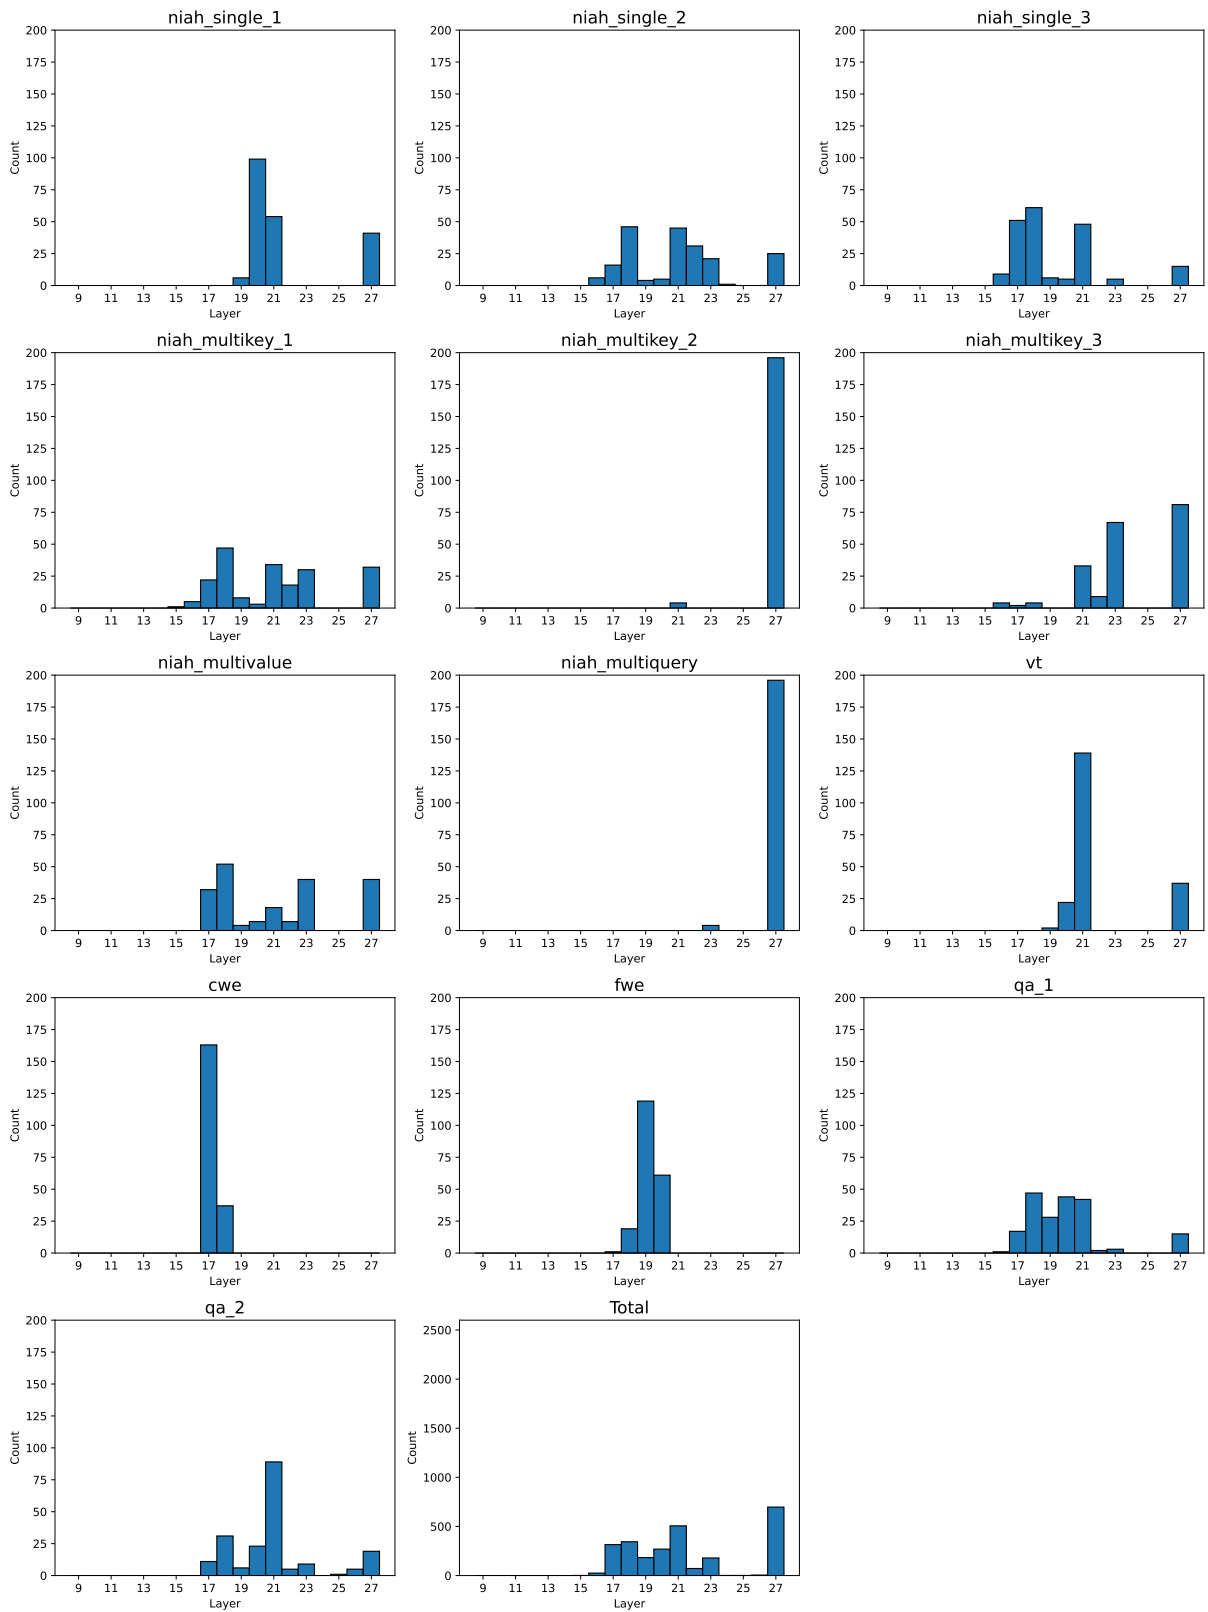 niah_single_1
200
175
150
125
100
75
50
25
0
Count
9 11 13 15 17 19 21 23 25 27
Layer
niah_single_2
200
175
150
125
100
75
50
25
0
Count
9 11 13 15 17 19 21 23 25 27
Layer
niah_single_3
200
175
150
125
100
75
50
25
0
Count
9 11 13 15 17 19 21 23 25 27
Layer
niah_multikey_1
200
175
150
125
100
75
50
25
0
Count
9 11 13 15 17 19 21 23 25 27
Layer
niah_multikey_2
200
175
150
125
100
75
50
25
0
Count
9 11 13 15 17 19 21 23 25 27
Layer
niah_multikey_3
200
175
150
125
100
75
50
25
0
Count
9 11 13 15 17 19 21 23 25 27
Layer
niah_multivalue
200
175
150
125
100
75
50
25
0
Count
9 11 13 15 17 19 21 23 25 27
Layer
niah_multiquery
200
175
150
125
100
75
50
25
0
Count
9 11 13 15 17 19 21 23 25 27
Layer
vt
200
175
150
125
100
75
50
25
0
Count
9 11 13 15 17 19 21 23 25 27
Layer
cwe
200
175
150
125
100
75
50
25
0
Count
9 11 13 15 17 19 21 23 25 27
Layer
fwe
200
175
150
125
100
75
50
25
0
Count
9 11 13 15 17 19 21 23 25 27
Layer
qa_1
200
175
150
125
100
75
50
25
0
Count
9 11 13 15 17 19 21 23 25 27
Layer
qa_2
200
175
150
125
100
75
50
25
0
Count
9 11 13 15 17 19 21 23 25 27
Layer
Total
2500
2000
1500
1000
500
0
Count
9 11 13 15 17 19 21 23 25 27
Layer